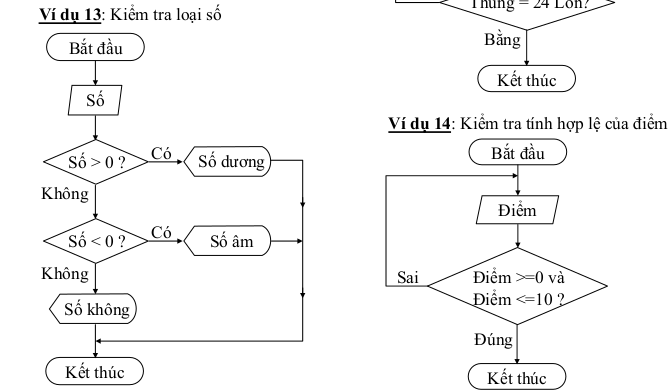 Ví dụ 13: Kiểm tra loại số
Bắt đầu
Số
Số > 0 ?
Có
Số dương
Không
Số < 0 ?
Có
Số âm
Không
Số không
Kết thúc
Thùng = 24 Lon?
Bằng
Kết thúc
Ví dụ 14: Kiểm tra tính hợp lệ của điểm
Bắt đầu
Điểm
Sai
Điểm >=0 và
Điểm <=10 ?
Đúng
Kết thúc